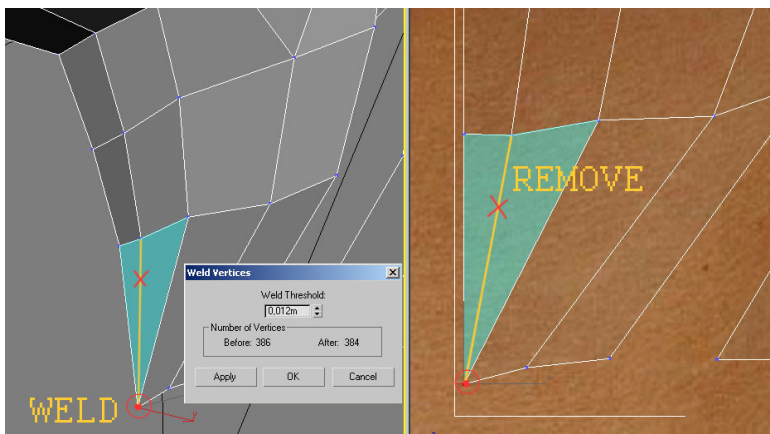 REMOVE
Weld Vertices
Weld Threshold:
0,012m
Number of Vertices
Before: 386 After: 384
Apply OK Cancel
WELD
y